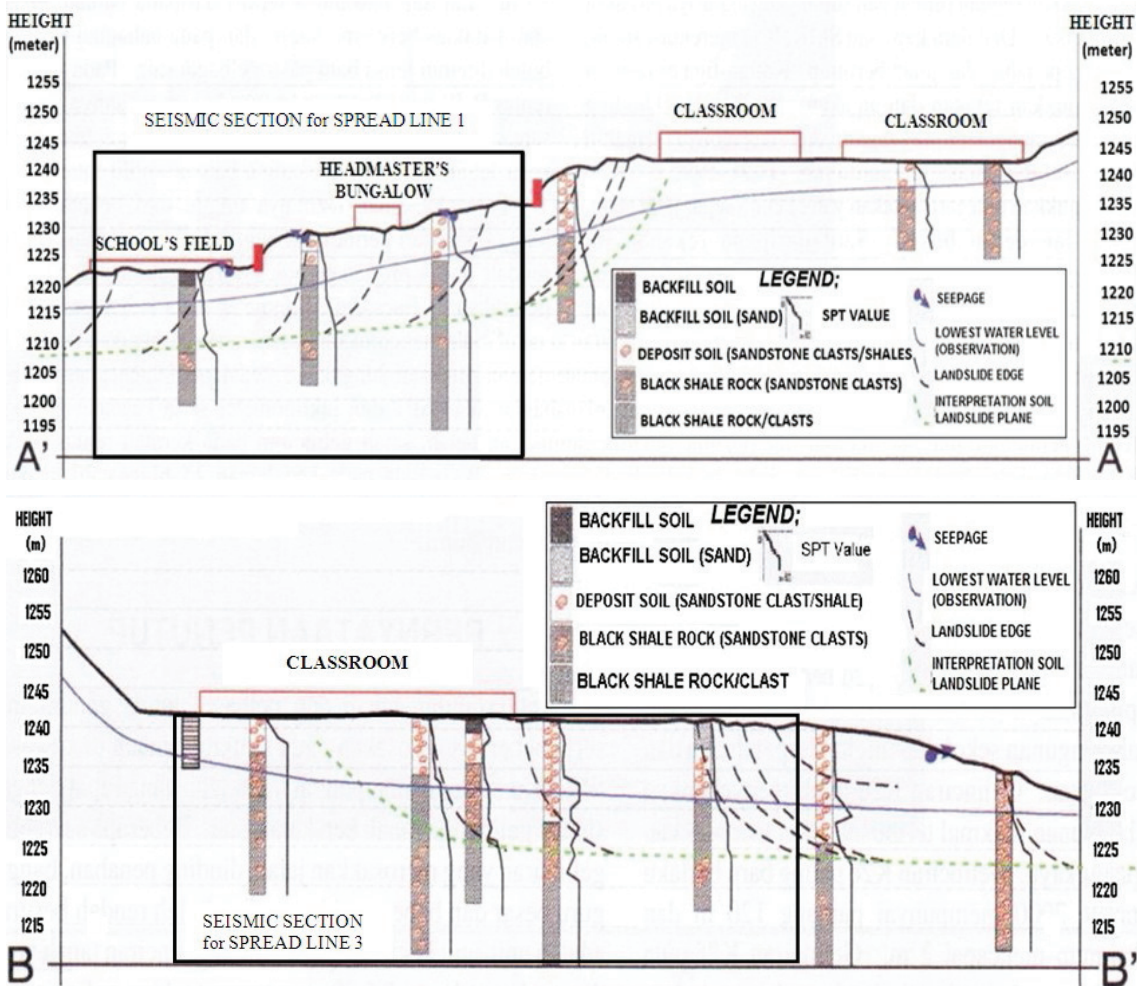 HEIGHT
(meter)
1255
1250
1245
1240
1235
1230
1225
1220
1215
1210
1205
1200
1195
A'
SEISMIC SECTION for SPREAD LINE 1
SCHOOL'S FIELD
HEADMASTER'S
BUNGALOW
CLASSROOM
CLASSROOM
LEGEND;
BACKFILL SOIL
BACKFILL SOIL (SAND)
DEPOSIT SOIL (SANDSTONE CLASTS/SHALES
BLACK SHALE ROCK (SANDSTONE CLASTS)
BLACK SHALE ROCK/CLASTS
SPT VALUE
SEEPAGE
LOWEST WATER LEVEL
(OBSERVATION)
LANDSLIDE EDGE
INTERPRETATION SOIL
LANDSLIDE PLANE
HEIGHT
(meter)
1255
1250
1245
1240
1235
1230
1225
1220
1215
1210
1205
1200
1195
A
HEIGHT
(m)
1260
1255
1250
1245
1240
1235
1230
1225
1220
1215
B
CLASSROOM
SEISMIC SECTION
for SPREAD LINE 3
LEGEND;
BACKFILL SOIL
BACKFILL SOIL (SAND)
DEPOSIT SOIL (SANDSTONE CLAST/SHALE)
BLACK SHALE ROCK (SANDSTONE CLASTS)
BLACK SHALE ROCK/CLAST
SPT Value
SEEPAGE
LOWEST WATER LEVEL
(OBSERVATION)
LANDSLIDE EDGE
INTERPRETATION SOIL
LANDSLIDE PLANE
HEIGHT
(m)
1260
1255
1250
1245
1240
1235
1230
1225
1220
1215
B'